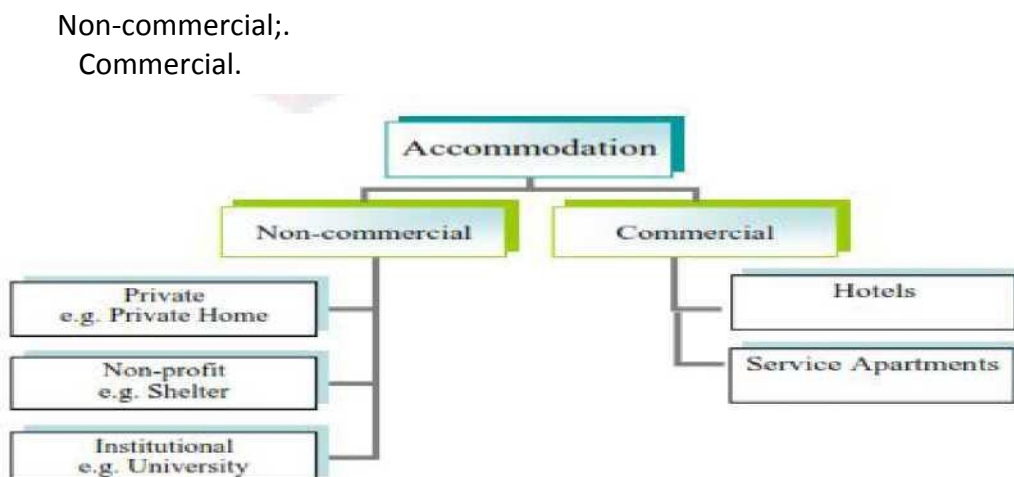 Non-commercial;.
Commercial.
Accommodation
Non-commercial
Commercial
Private
e.g. Private Home
Non-profit
e.g. Shelter
Institutional
e.g. University
Hotels
Service Apartments